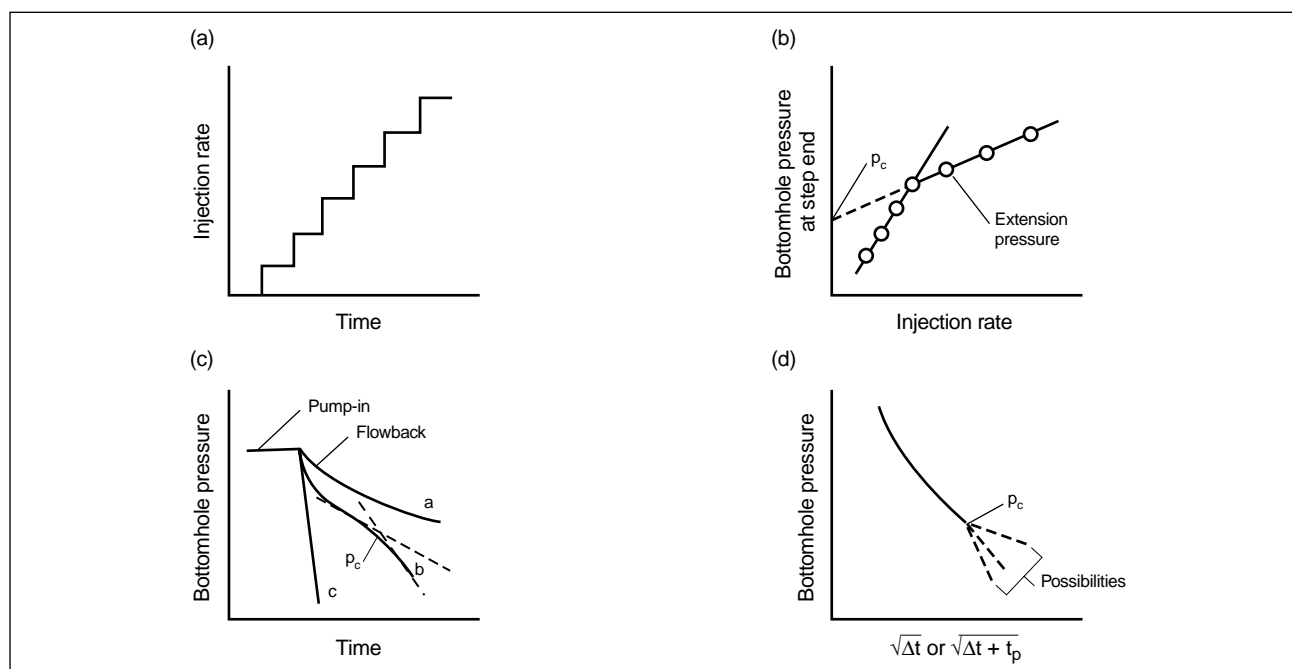 (a)
Injection rate
Time
(b)
Bottomhole pressure
at step end
p_c
Extension
pressure
Injection rate
(c)
Bottomhole pressure
Pump-in
Flowback
a
p_c
b
c
Time
(d)
Bottomhole pressure
p_c
Possibilities
√Δt or √Δt + t_p